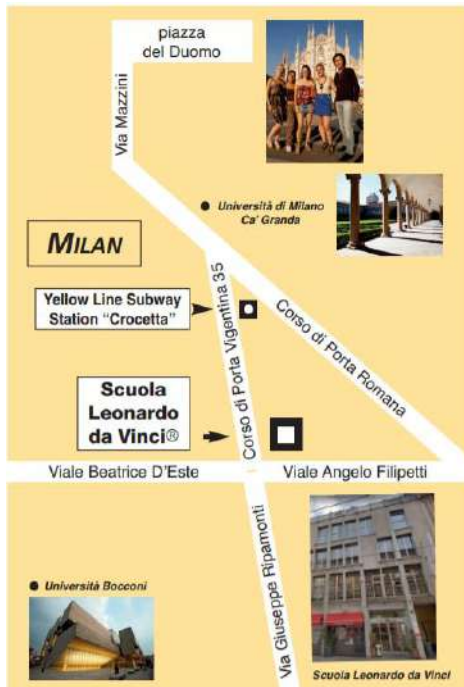 piazza
del Duomo
Via Mazzini
Università di Milano
Ca' Granda
MILAN
Yellow Line Subway
Station “Crocetta”
Corso di Porta Vigentina 35
Corso di Porta Romana
Scuola
Leonardo
da Vinci®
Viale Beatrice D'Este
Viale Angelo Filipetti
Via Giuseppe Ripamonti
Università Bocconi
Scuola Leonardo da Vinci